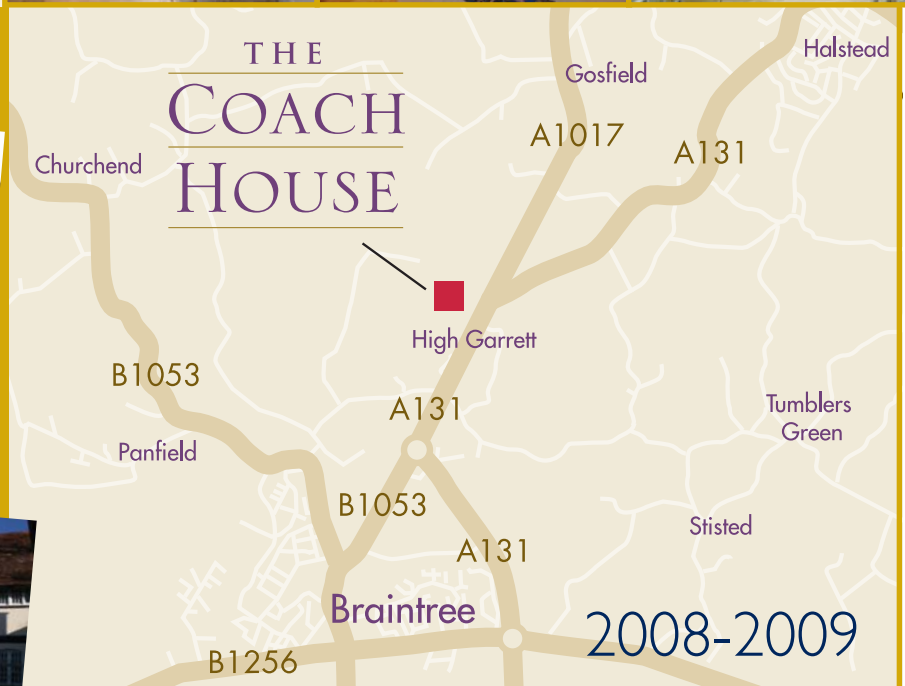 THE
COACH
HOUSE
Halstead
Gosfield
A1017
A131
Churchend
High Garrett
B1053
A131
Tumblers
Green
Panfield
B1053
Stisted
A131
Braintree
2008-2009
B1256